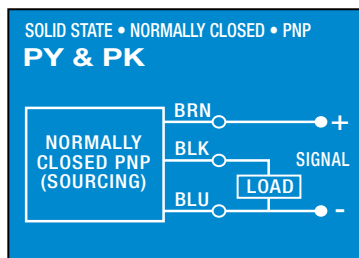 SOLID STATE • NORMALLY CLOSED • PNP
PY & PK
BRN
+
NORMALLY
CLOSED PNP
(SOURCING)
BLK
SIGNAL
LOAD
BLU
-